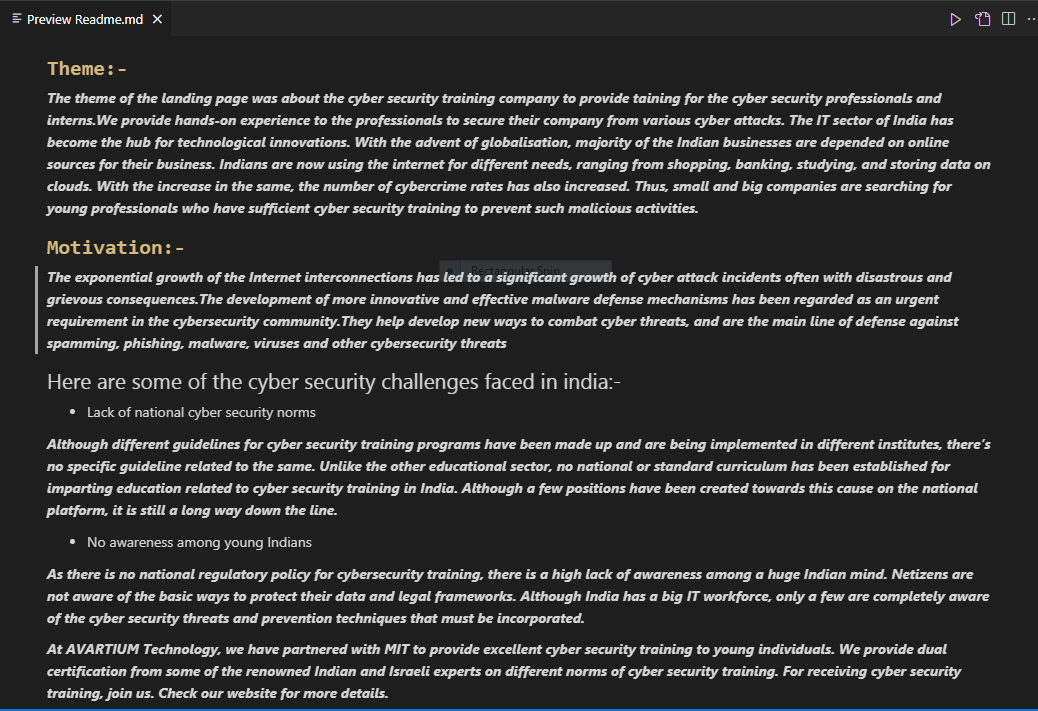 Preview Readme.md
Theme:-
The theme of the landing page was about the cyber security training company to provide taining for the cyber security professionals and
interns.We provide hands-on experience to the professionals to secure their company from various cyber attacks. The IT sector of India has
become the hub for technological innovations. With the advent of globalisation, majority of the Indian businesses are depended on online
sources for their business. Indians are now using the internet for different needs, ranging from shopping, banking, studying, and storing data on
clouds. With the increase in the same, the number of cybercrime rates has also increased. Thus, small and big companies are searching for
young professionals who have sufficient cyber security training to prevent such malicious activities.
Motivation:-
Rectangular Snip
The exponential growth of the Internet interconnections has led to a significant growth of cyber attack incidents often with disastrous and
grievous consequences.The development of more innovative and effective malware defense mechanisms has been regarded as an urgent
requirement in the cybersecurity community.They help develop new ways to combat cyber threats, and are the main line of defense against
spamming, phishing, malware, viruses and other cybersecurity threats
Here are some of the cyber security challenges faced in india:-
• Lack of national cyber security norms
Although different guidelines for cyber security training programs have been made up and are being implemented in different institutes, there's
no specific guideline related to the same. Unlike the other educational sector, no national or standard curriculum has been established for
imparting education related to cyber security training in India. Although a few positions have been created towards this cause on the national
platform, it is still a long way down the line.
• No awareness among young Indians
As there is no national regulatory policy for cybersecurity training, there is a high lack of awareness among a huge Indian mind. Netizens are
not aware of the basic ways to protect their data and legal frameworks. Although India has a big IT workforce, only a few are completely aware
of the cyber security threats and prevention techniques that must be incorporated.
At AVARTIUM Technology, we have partnered with MIT to provide excellent cyber security training to young individuals. We provide dual
certification from some of the renowned Indian and Israeli experts on different norms of cyber security training. For receiving cyber security
training, join us. Check our website for more details.